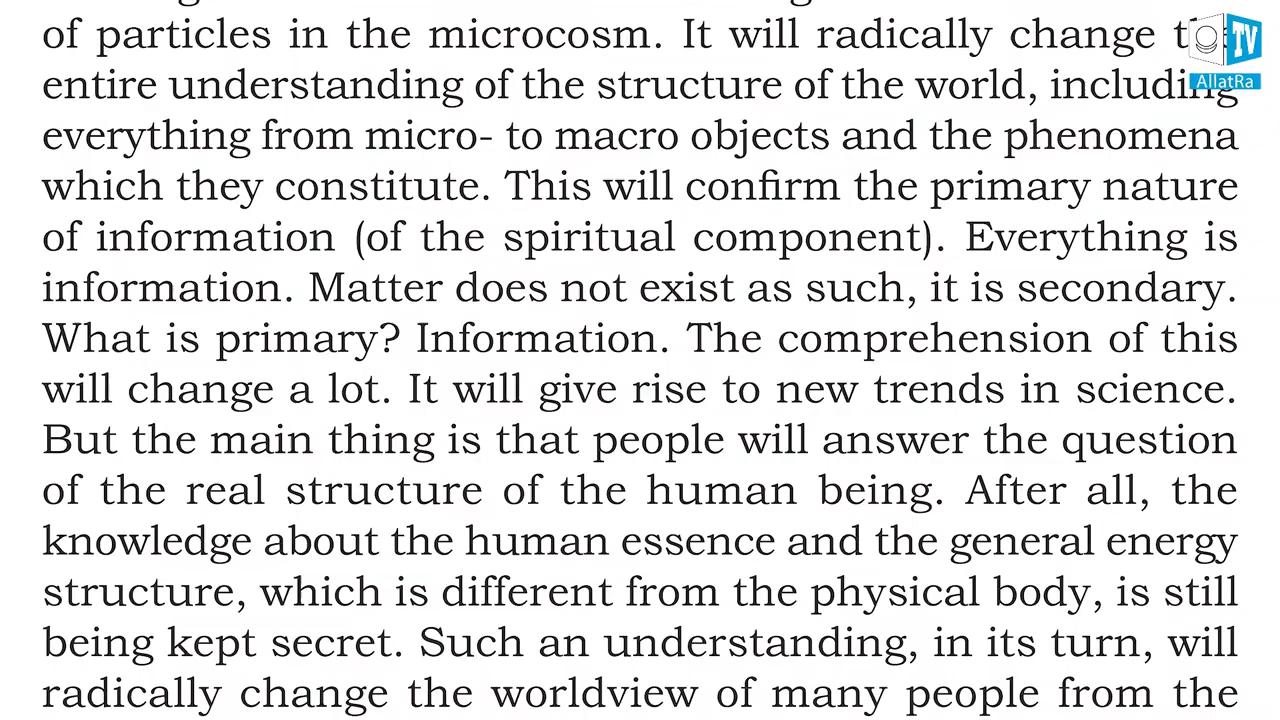 of particles in the microcosm. It will radically change the
entire understanding of the structure of the world, including
everything from micro- to macro objects and the phenomena
which they constitute. This will confirm the primary nature
of information (of the spiritual component). Everything is
information. Matter does not exist as such, it is secondary.
What is primary? Information. The comprehension of this
will change a lot. It will give rise to new trends in science.
But the main thing is that people will answer the question
of the real structure of the human being. After all, the
knowledge about the human essence and the general energy
structure, which is different from the physical body, is still
being kept secret. Such an understanding, in its turn, will
radically change the worldview of many people from the
TV
AllatRa